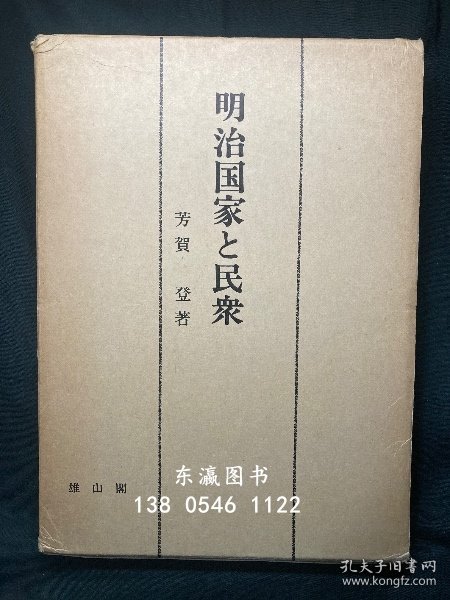 明治国家と民衆
芳賀 登著
雄山閣
东瀛图书
138 0546 1122
孔夫子旧书网
www.kongfz.com